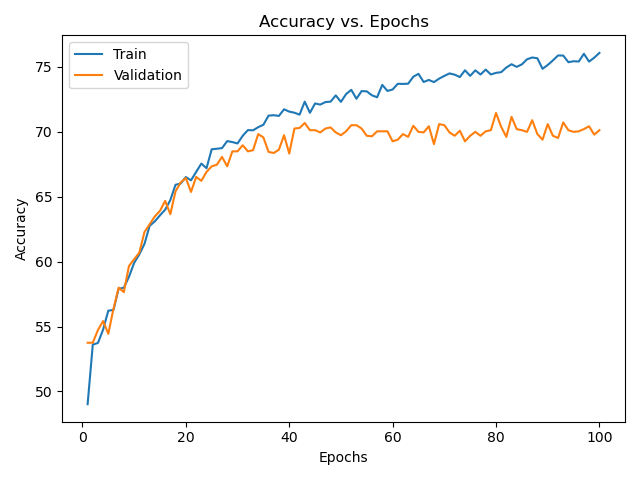 Accuracy vs. Epochs
Train
Validation
75
70
65
60
55
50
Accuracy
0 20 40 60 80 100
Epochs